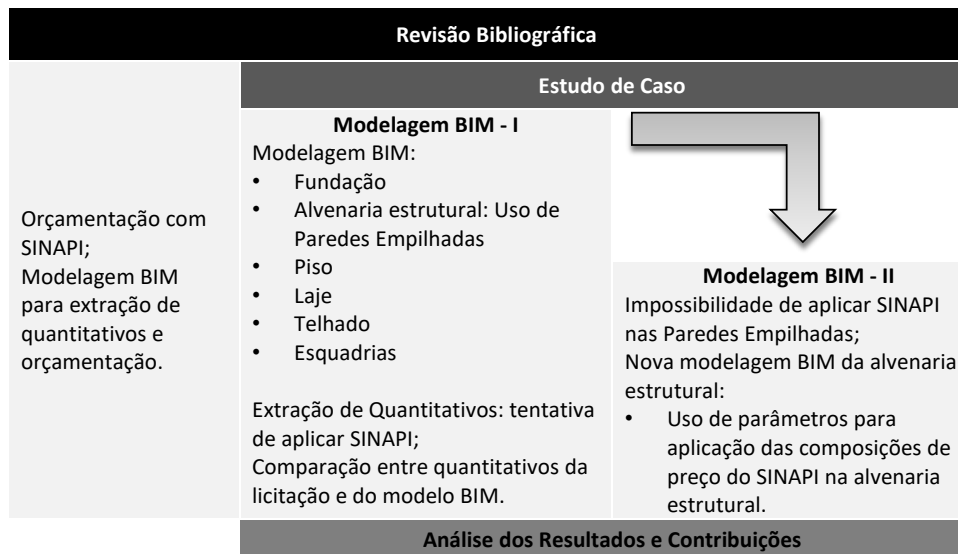 Revisão Bibliográfica
Estudo de Caso
Orçamentação com
SINAPI;
Modelagem BIM
para extração de
quantitativos e
orçamentação.
Modelagem BIM - I
Modelagem BIM:
• Fundação
• Alvenaria estrutural: Uso de
Paredes Empilhadas
• Piso
• Laje
• Telhado
• Esquadrias
Extração de Quantitativos: tentativa
de aplicar SINAPI;
Comparação entre quantitativos da
licitação e do modelo BIM.
Modelagem BIM - II
Impossibilidade de aplicar SINAPI
nas Paredes Empilhadas;
Nova modelagem BIM da alvenaria
estrutural:
• Uso de parâmetros para
aplicação das composições de
preço do SINAPI na alvenaria
estrutural.
Análise dos Resultados e Contribuições